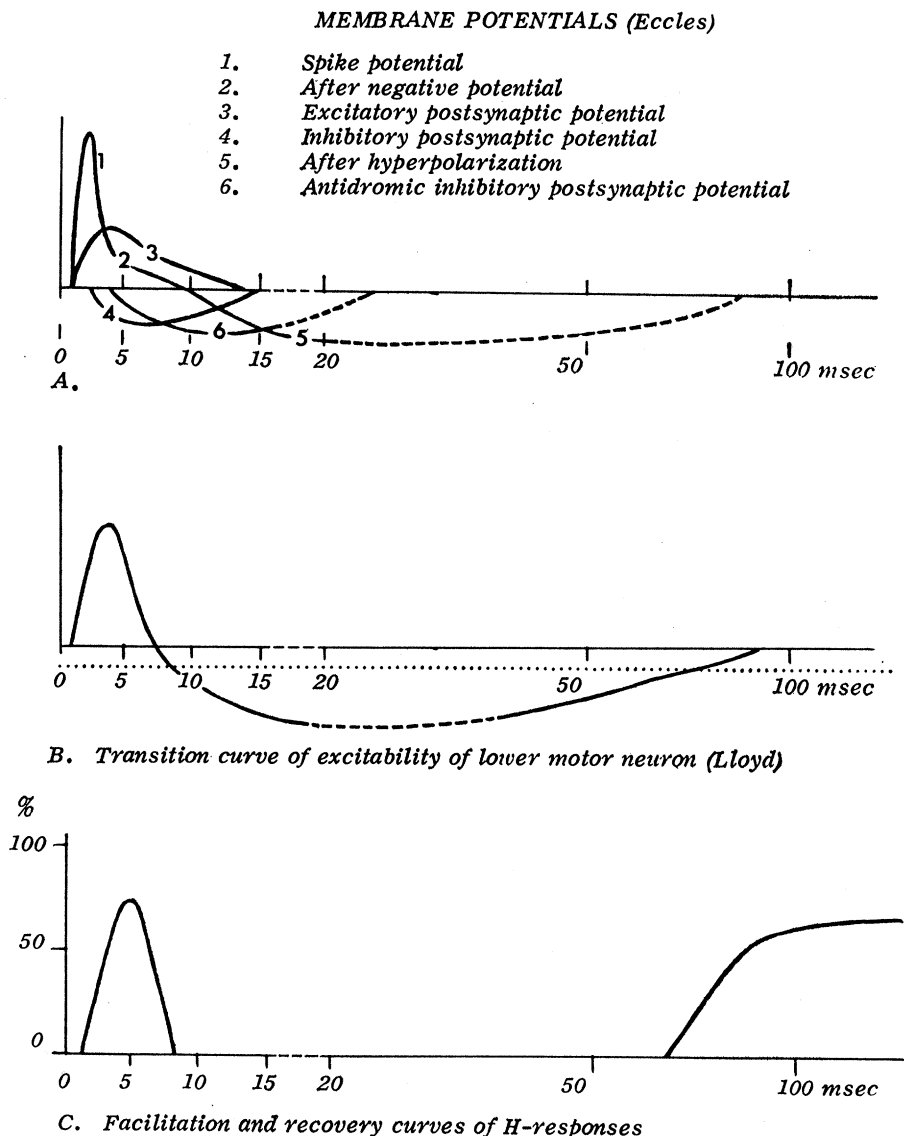 MEMBRANE POTENTIALS (Eccles)
1. Spike potential
2. After negative potential
3. Excitatory postsynaptic potential
4. Inhibitory postsynaptic potential
5. After hyperpolarization
6. Antidromic inhibitory postsynaptic potential
1
2
3
4
6
5
0 5 10 15 20 50 100 msec
A.
0 5 10 15 20 50 100 msec
B. Transition curve of excitability of lower motor neuron (Lloyd)
%
100
50
0
0 5 10 15 20 50 100 msec
C. Facilitation and recovery curves of H-responses